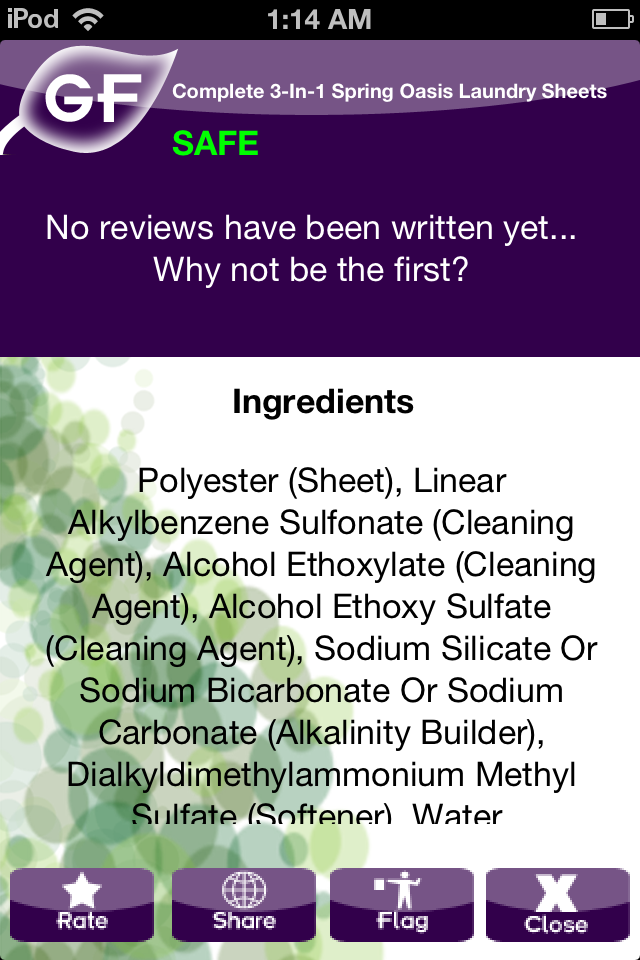 iPod 1:14 AM
GF
Complete 3-In-1 Spring Oasis Laundry Sheets
SAFE
No reviews have been written yet...
Why not be the first?
Ingredients
Polyester (Sheet), Linear
Alkylbenzene Sulfonate (Cleaning
Agent), Alcohol Ethoxylate (Cleaning
Agent), Alcohol Ethoxy Sulfate
(Cleaning Agent), Sodium Silicate Or
Sodium Bicarbonate Or Sodium
Carbonate (Alkalinity Builder),
Dialkyldimethylammonium Methyl
Sulfate (Softener), Water
Rate Share Flag Close